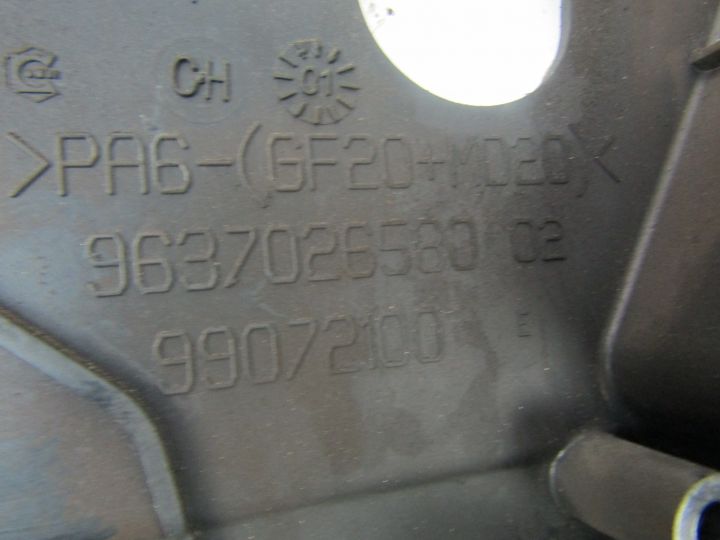 CH 01
>PA6-(GF20+MD20)<
9637026580 02
99072100 E